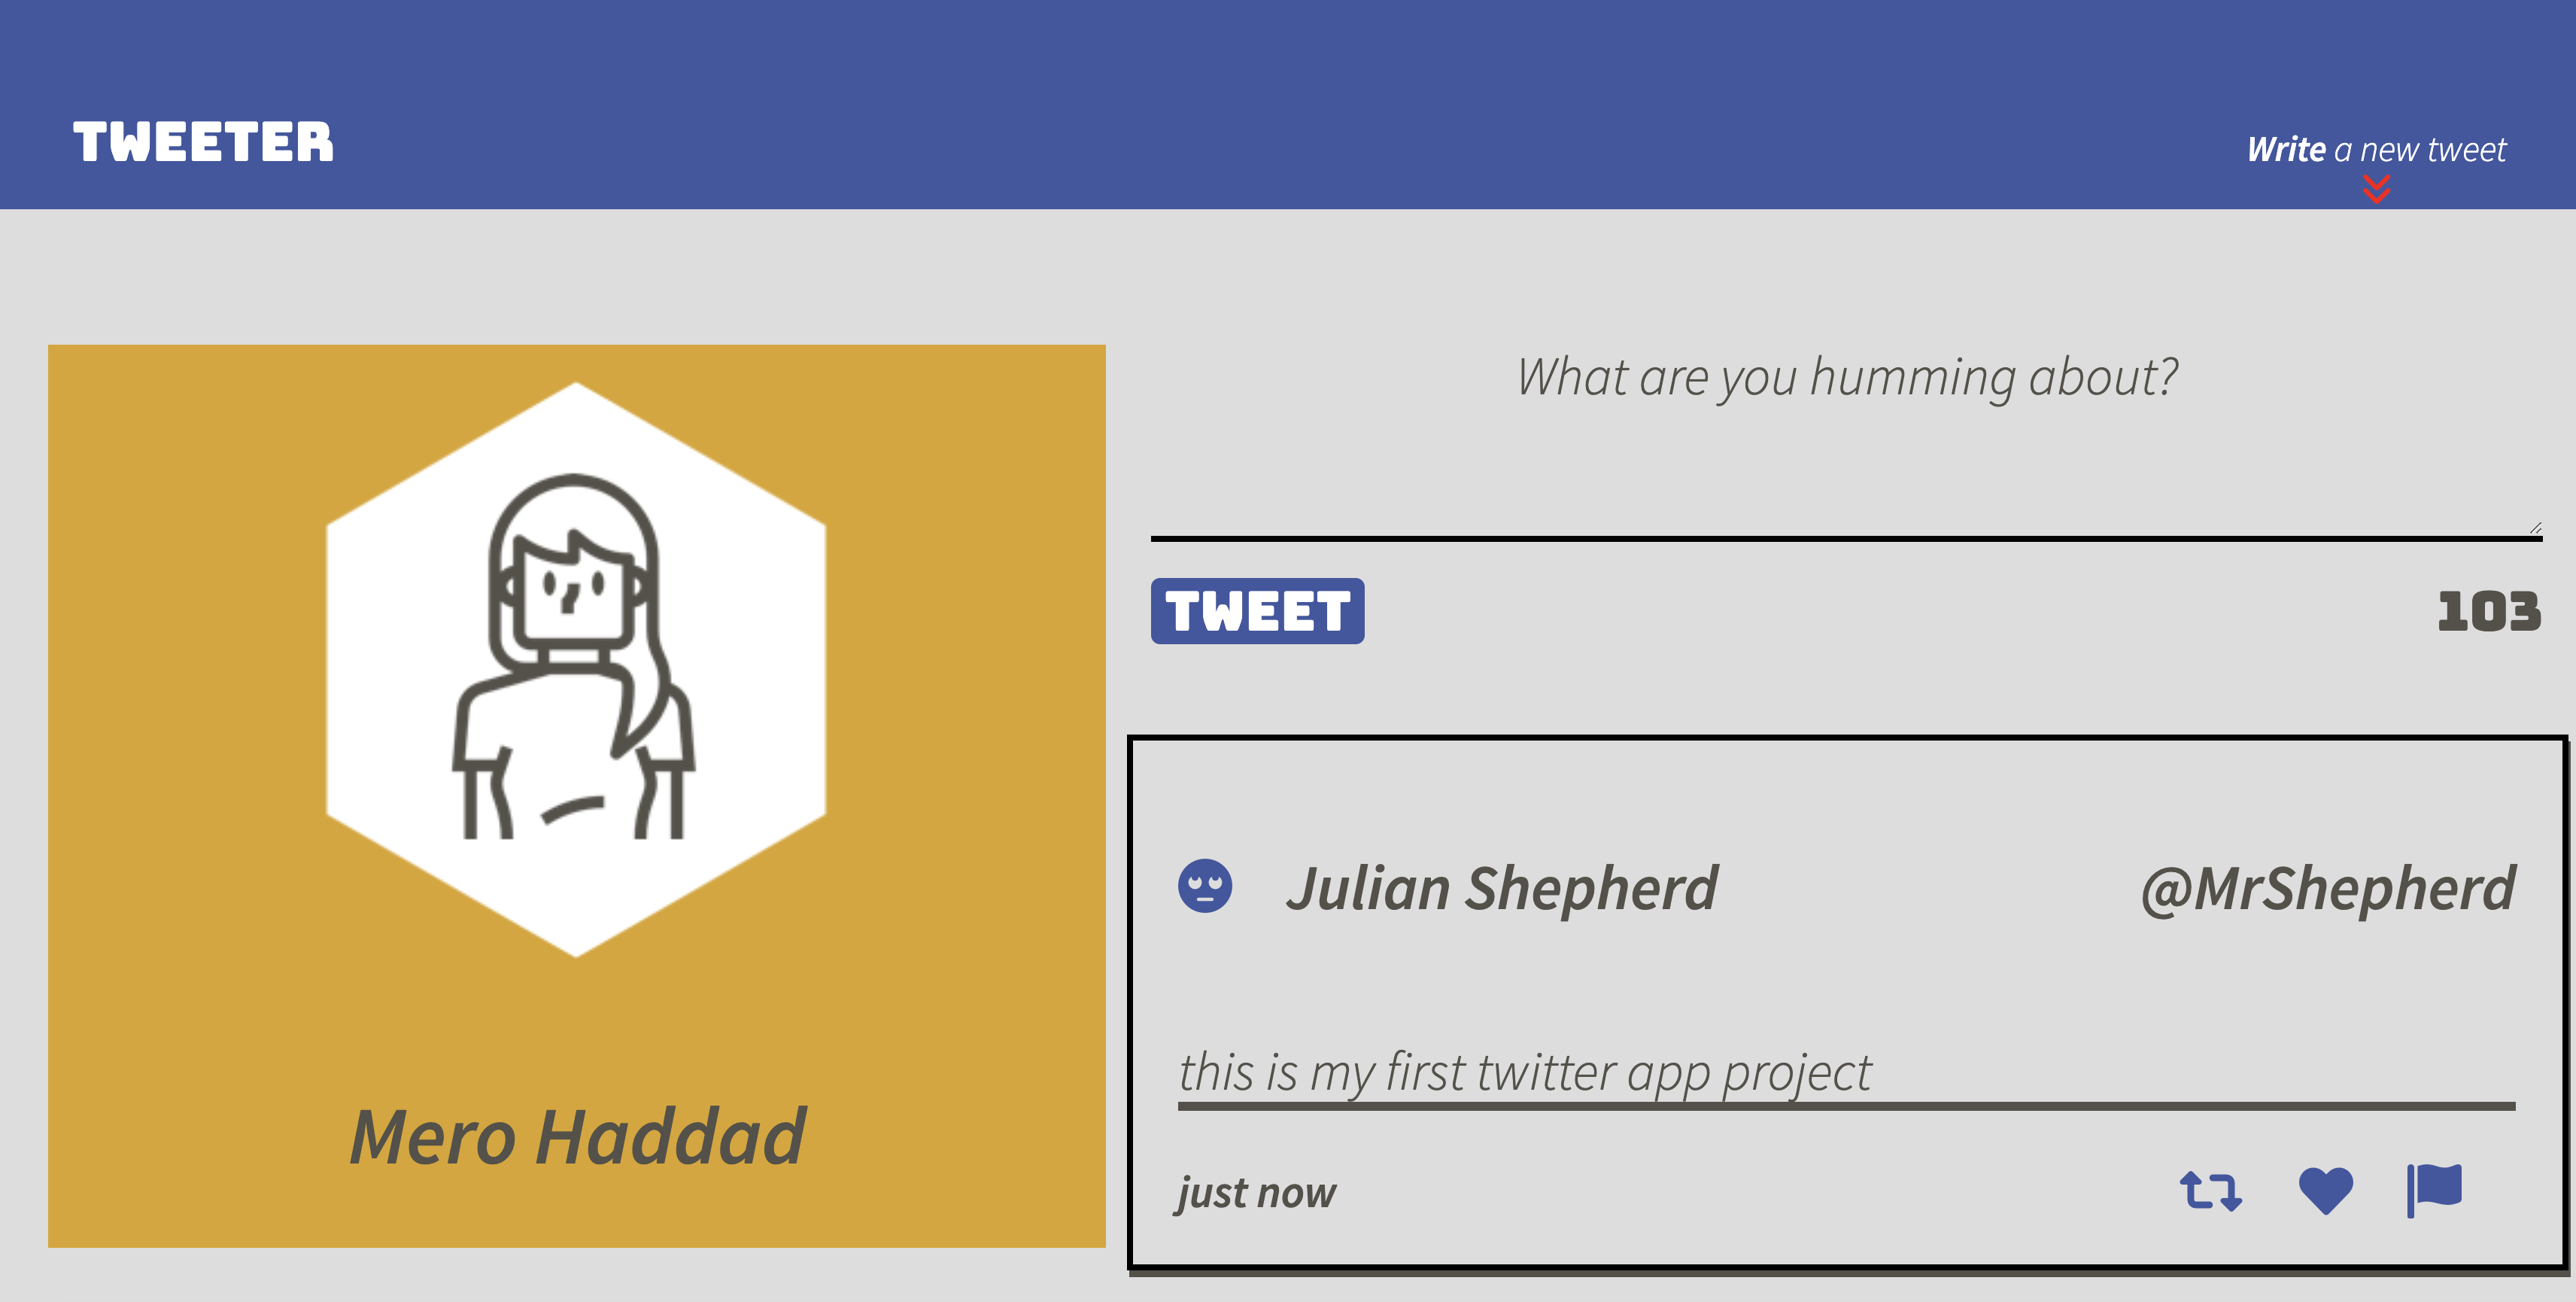 TWEETER
Write a new tweet
What are you humming about?
TWEET
103
Julian Shepherd
@MrShepherd
this is my first twitter app project
just now
Mero Haddad